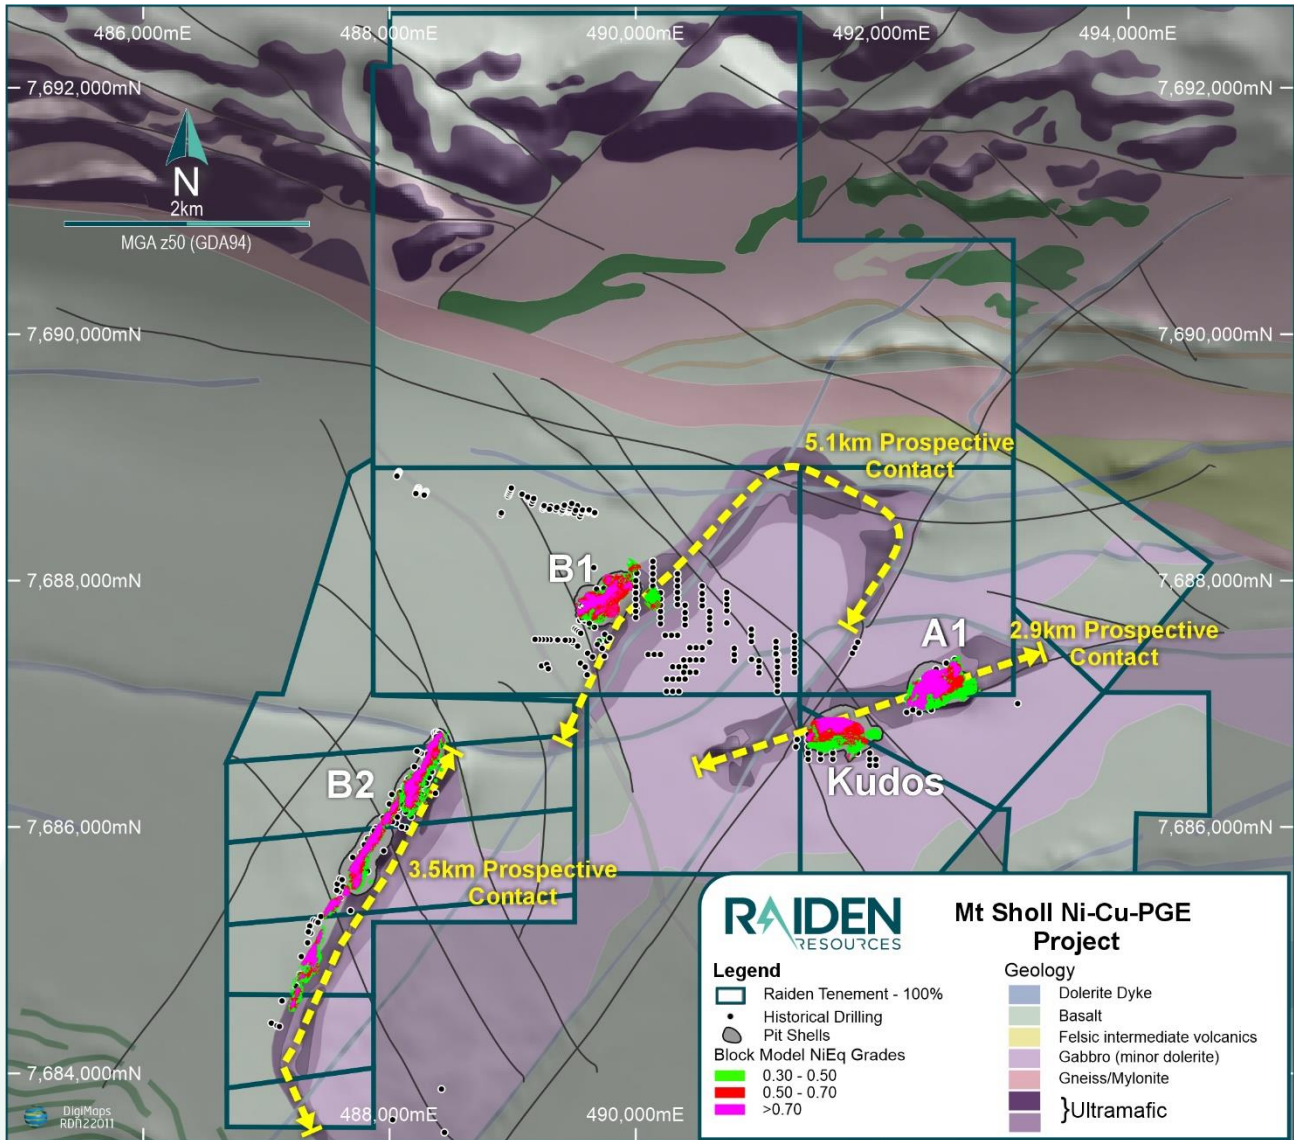 486,000mE
488,000mE
490,000mE
492,000mE
494,000mE
7,692,000mN
7,692,000mN
N
2km
MGA z50 (GDA94)
7,690,000mN
7,690,000mN
5.1km Prospective
Contact
B1
7,688,000mN
7,688,000mN
A1
2.9km Prospective
Contact
B2
Kudos
7,686,000mN
7,686,000mN
3.5km Prospective
Contact
RAIDEN
RESOURCES
Mt Sholl Ni-Cu-PGE
Project
Legend
Raiden Tenement - 100%
Historical Drilling
Pit Shells
Block Model NiEq Grades
0.30 - 0.50
0.50 - 0.70
>0.70
Geology
Dolerite Dyke
Basalt
Felsic intermediate volcanics
Gabbro (minor dolerite)
Gneiss/Mylonite
}Ultramafic
7,684,000mN
488,000mE
490,000mE
DigiMaps
RDN22011